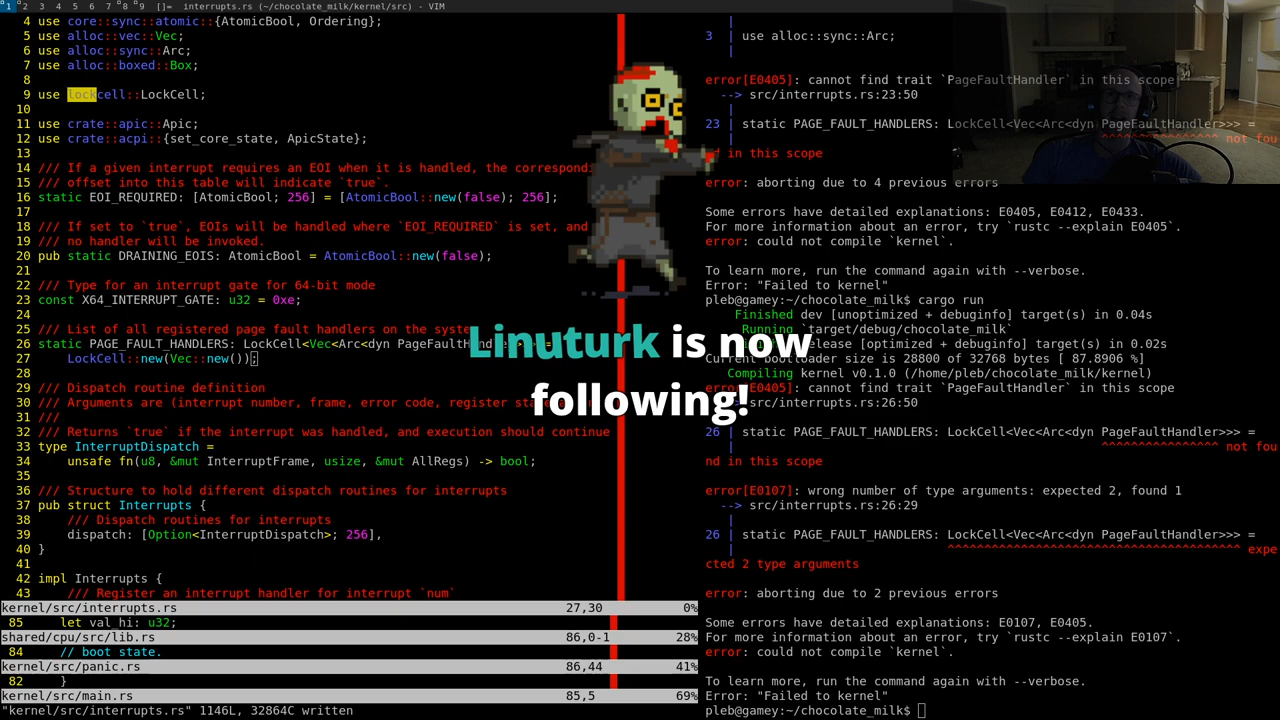 1 2 3 4 5 6 7 8 9 []= interrupts.rs (~/chocolate_milk/kernel/src) - VIM
4 use core::sync::atomic::{AtomicBool, Ordering};
5 use alloc::vec::Vec;
6 use alloc::sync::Arc;
7 use alloc::boxed::Box;
8
9 use lockcell::LockCell;
10
11 use crate::apic::Apic;
12 use crate::acpi::{set_core_state, ApicState};
13
14 /// If a given interrupt requires an EOI when it is handled, the correspondi
15 /// offset into this table will indicate `true`.
16 static EOI_REQUIRED: [AtomicBool; 256] = [AtomicBool::new(false); 256];
17
18 /// If set to `true`, EOIs will be handled where `EOI_REQUIRED` is set, and
19 /// no handler will be invoked.
20 pub static DRAINING_EOIS: AtomicBool = AtomicBool::new(false);
21
22 /// Type for an interrupt gate for 64-bit mode
23 const X64_INTERRUPT_GATE: u32 = 0xe;
24
25 /// List of all registered page fault handlers on the syste
26 static PAGE_FAULT_HANDLERS: LockCell<Vec<Arc<dyn PageFaultHand
27 LockCell::new(Vec::new());
28
29 /// Dispatch routine definition
30 /// Arguments are (interrupt number, frame, error code, register sta
31 ///
32 /// Returns `true` if the interrupt was handled, and execution should continue
33 type InterruptDispatch =
34 unsafe fn(u8, &mut InterruptFrame, usize, &mut AllRegs) -> bool;
35
36 /// Structure to hold different dispatch routines for interrupts
37 pub struct Interrupts {
38 /// Dispatch routines for interrupts
39 dispatch: [Option<InterruptDispatch>; 256],
40 }
41
42 impl Interrupts {
43 /// Register an interrupt handler for interrupt `num`
kernel/src/interrupts.rs 27,30 0%
85 let val_hi: u32;
shared/cpu/src/lib.rs 86,0-1 28%
84 // boot state.
kernel/src/panic.rs 86,44 41%
82 }
kernel/src/main.rs 85,5 69%
"kernel/src/interrupts.rs" 1146L, 32864C written
Linuturk is now
following!
|
3 | use alloc::sync::Arc;
|
error[E0405]: cannot find trait `PageFaultHandler` in this scope
--> src/interrupts.rs:23:50
|
23 | static PAGE_FAULT_HANDLERS: LockCell<Vec<Arc<dyn PageFaultHandler>>> =
| ^^^^^^^^^^^^^^^^ not fou
d in this scope
error: aborting due to 4 previous errors
Some errors have detailed explanations: E0405, E0412, E0433.
For more information about an error, try `rustc --explain E0405`.
error: could not compile `kernel`.
To learn more, run the command again with --verbose.
Error: "Failed to kernel"
pleb@gamey:~/chocolate_milk$ cargo run
Finished dev [unoptimized + debuginfo] target(s) in 0.04s
Running `target/debug/chocolate_milk`
release [optimized + debuginfo] target(s) in 0.02s
Current bootloader size is 28800 of 32768 bytes [ 87.8906 %]
Compiling kernel v0.1.0 (/home/pleb/chocolate_milk/kernel)
error[E0405]: cannot find trait `PageFaultHandler` in this scope
src/interrupts.rs:26:50
|
26 | static PAGE_FAULT_HANDLERS: LockCell<Vec<Arc<dyn PageFaultHandler>>> =
| ^^^^^^^^^^^^^^^^ not fou
nd in this scope
error[E0107]: wrong number of type arguments: expected 2, found 1
--> src/interrupts.rs:26:29
|
26 | static PAGE_FAULT_HANDLERS: LockCell<Vec<Arc<dyn PageFaultHandler>>> =
| ^^^^^^^^^^^^^^^^^^^^^^^^^^^^^^^^^^^^^^^^ expe
cted 2 type arguments
error: aborting due to 2 previous errors
Some errors have detailed explanations: E0107, E0405.
For more information about an error, try `rustc --explain E0107`.
error: could not compile `kernel`.
To learn more, run the command again with --verbose.
Error: "Failed to kernel"
pleb@gamey:~/chocolate_milk$